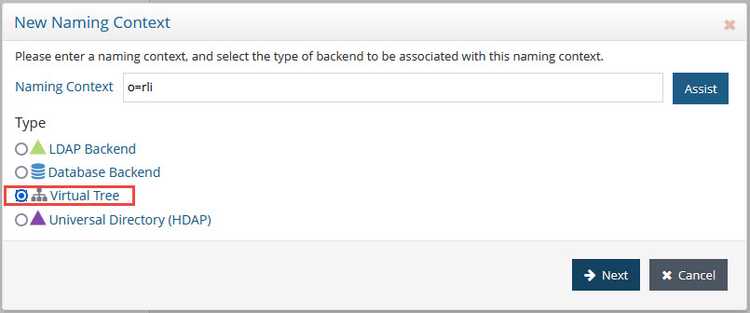 New Naming Context
Please enter a naming context, and select the type of backend to be associated with this naming context.
Naming Context o=rli Assist
Type
LDAP Backend
Database Backend
Virtual Tree
Universal Directory (HDAP)
Next Cancel